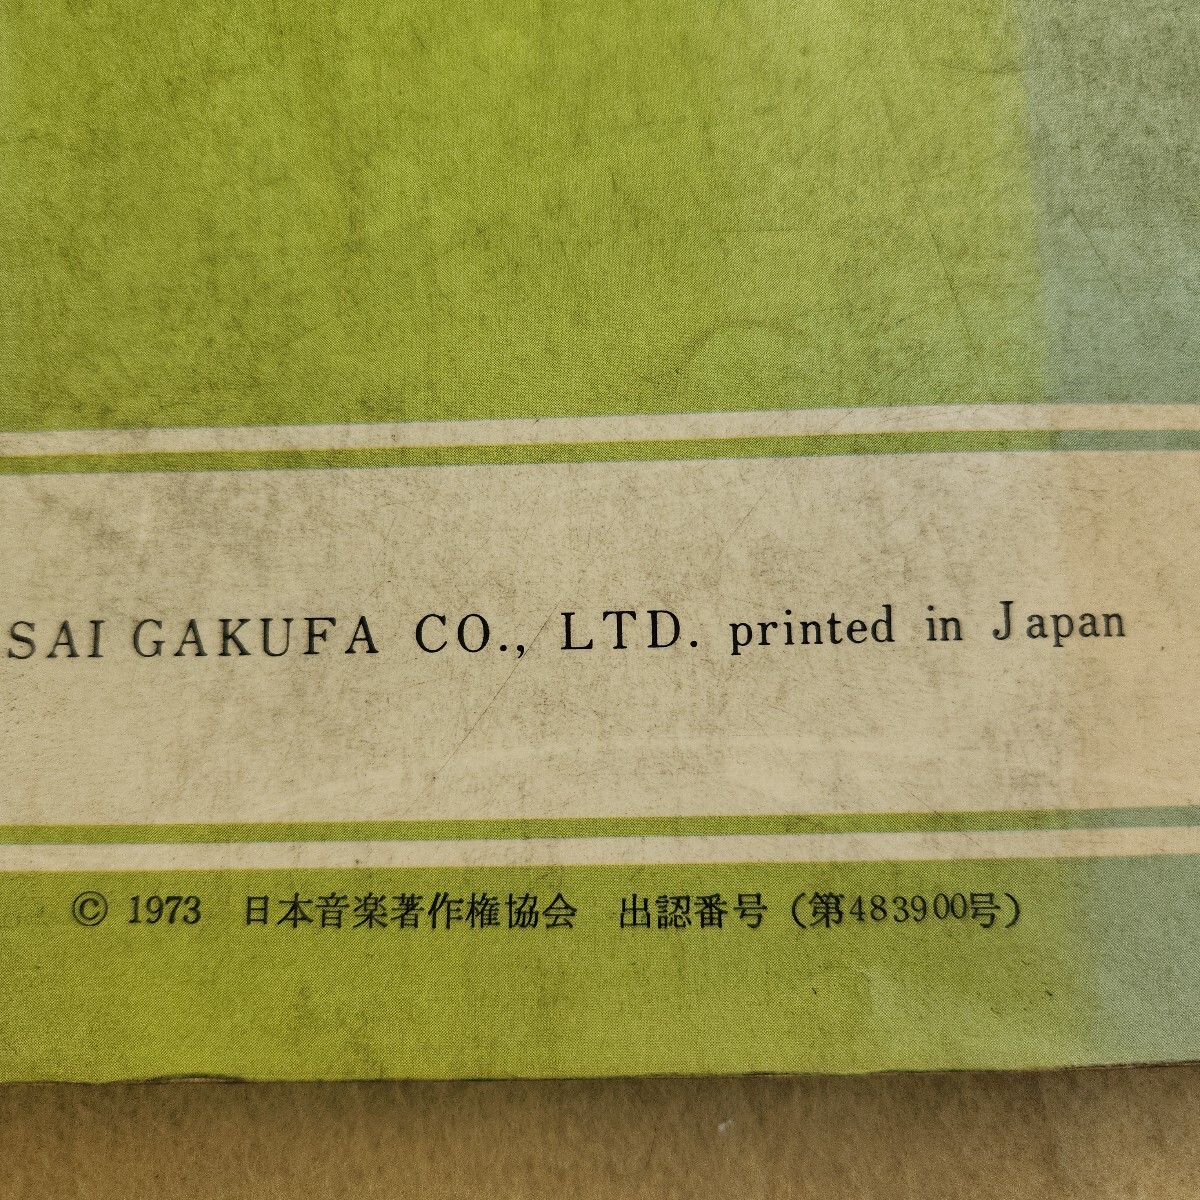 SAI GAKUFA CO., LTD. printed in Japan
© 1973 日本音楽著作権協会 出認番号 (第483900号)